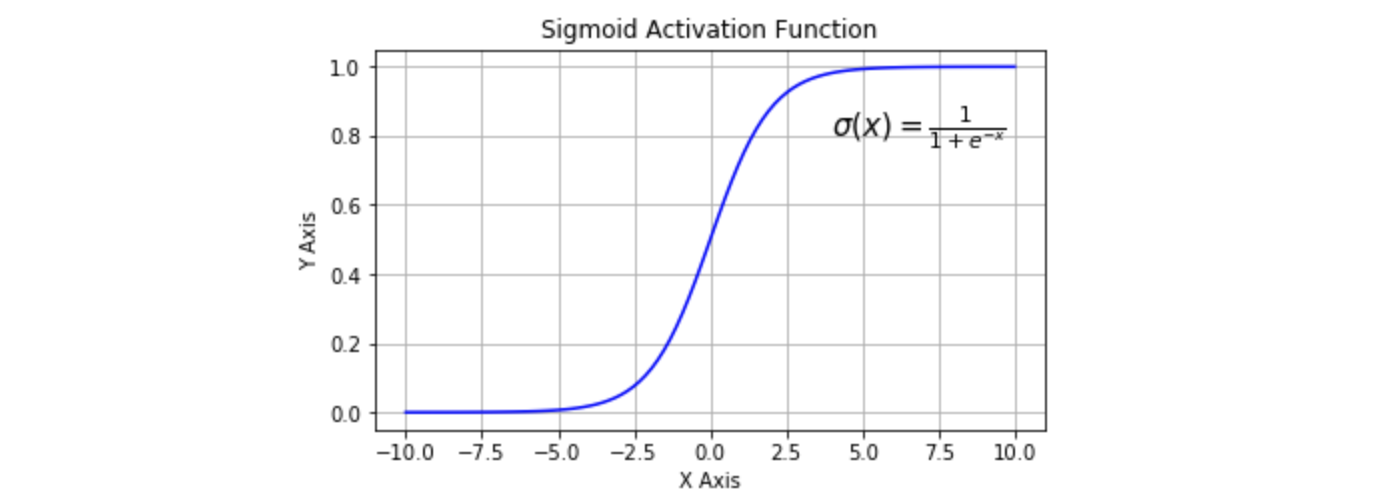 Sigmoid Activation Function
1.0
σ(x) = 1/(1 + e^{−x})
0.8
0.6
Y Axis
0.4
0.2
0.0
−10.0 −7.5 −5.0 −2.5 0.0 2.5 5.0 7.5 10.0
X Axis